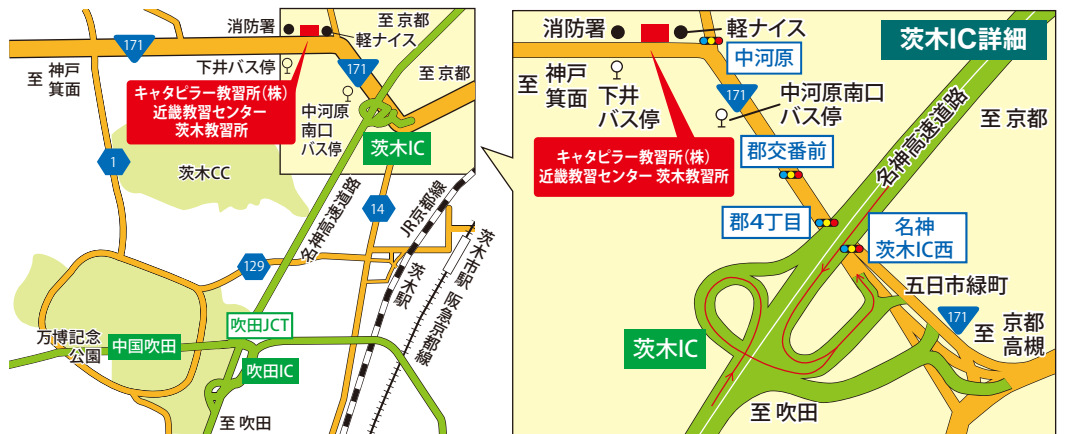 消防署
至 京都
軽ナイス
171
下井バス停
至 神戸
箕面
171
至 京都
キャタピラー教習所(株)
近畿教習センター
茨木教習所
中河原
南口
バス停
茨木IC
1
茨木CC
名神高速道路
14
JR京都線
129
茨木駅
茨木市駅
阪急京都線
万博記念
公園
中国吹田
吹田JCT
吹田IC
至 吹田
茨木IC詳細
消防署
軽ナイス
中河原
至 神戸
箕面
下井
バス停
171
中河原南口
バス停
名神高速道路
至 京都
キャタピラー教習所(株)
近畿教習センター 茨木教習所
郡交番前
郡4丁目
名神
茨木IC西
五日市緑町
171
至 京都
高槻
茨木IC
至 吹田